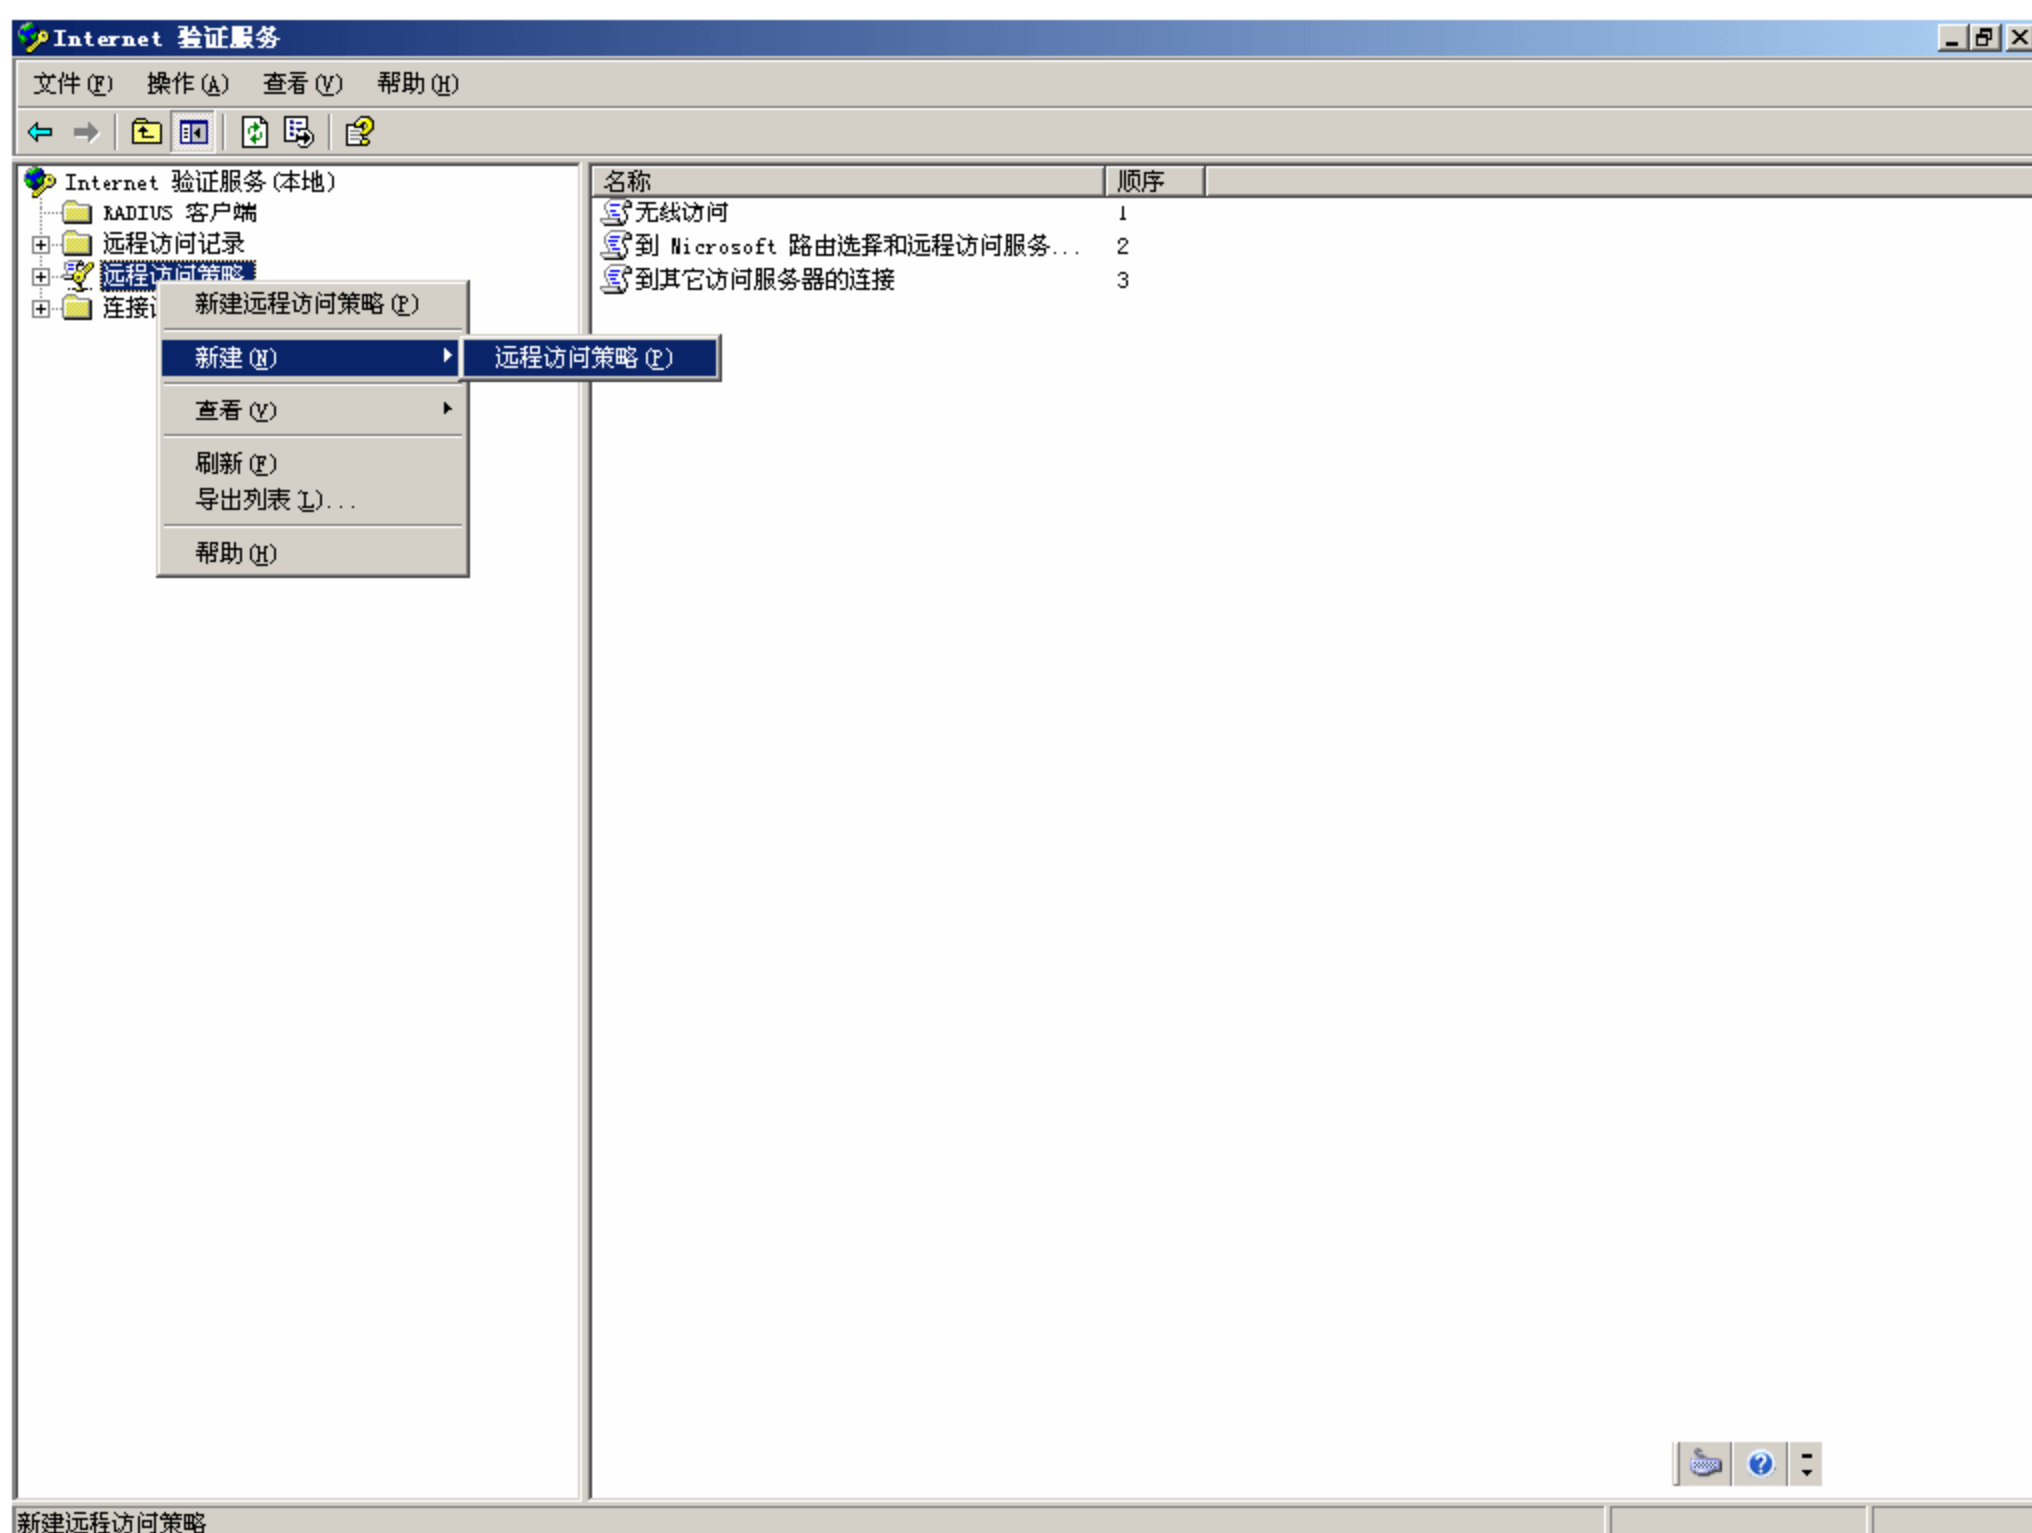 Internet 验证服务
文件(F) 操作(A) 查看(V) 帮助(H)
Internet 验证服务(本地)
RADIUS 客户端
远程访问记录
远程访问策略
连接
新建远程访问策略(P)
新建(N)
远程访问策略(P)
查看(V)
刷新(F)
导出列表(L)...
帮助(H)
名称 顺序
无线访问 1
到 Microsoft 路由选择和远程访问服务... 2
到其它访问服务器的连接 3
新建远程访问策略